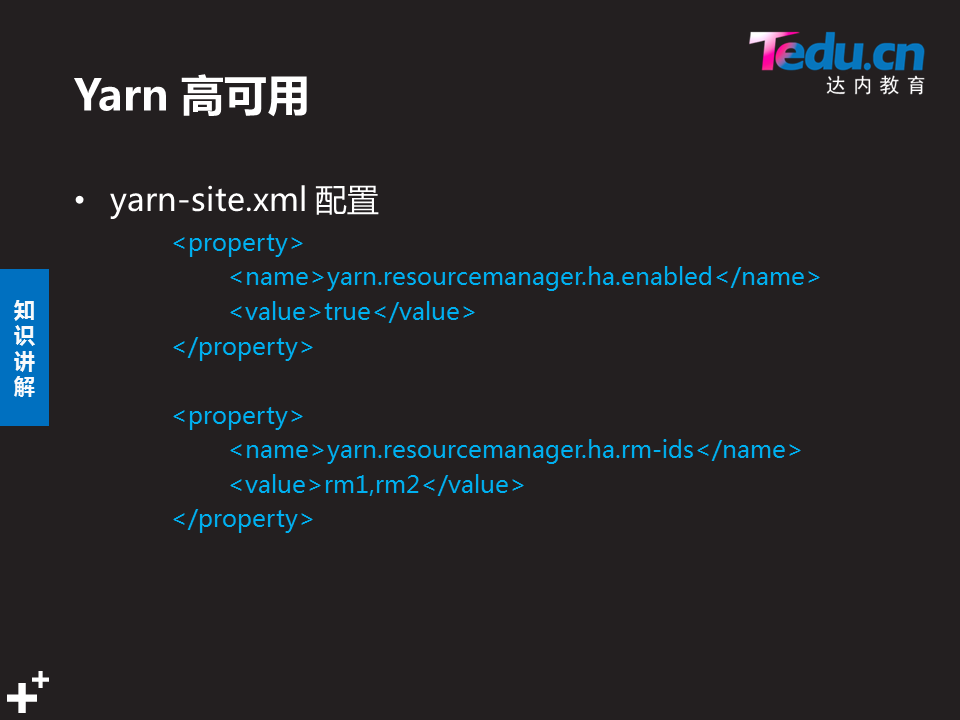 Tedu.cn
达内教育
Yarn 高可用
• yarn-site.xml 配置
<property>
<name>yarn.resourcemanager.ha.enabled</name>
<value>true</value>
</property>
<property>
<name>yarn.resourcemanager.ha.rm-ids</name>
<value>rm1,rm2</value>
</property>
知识讲解